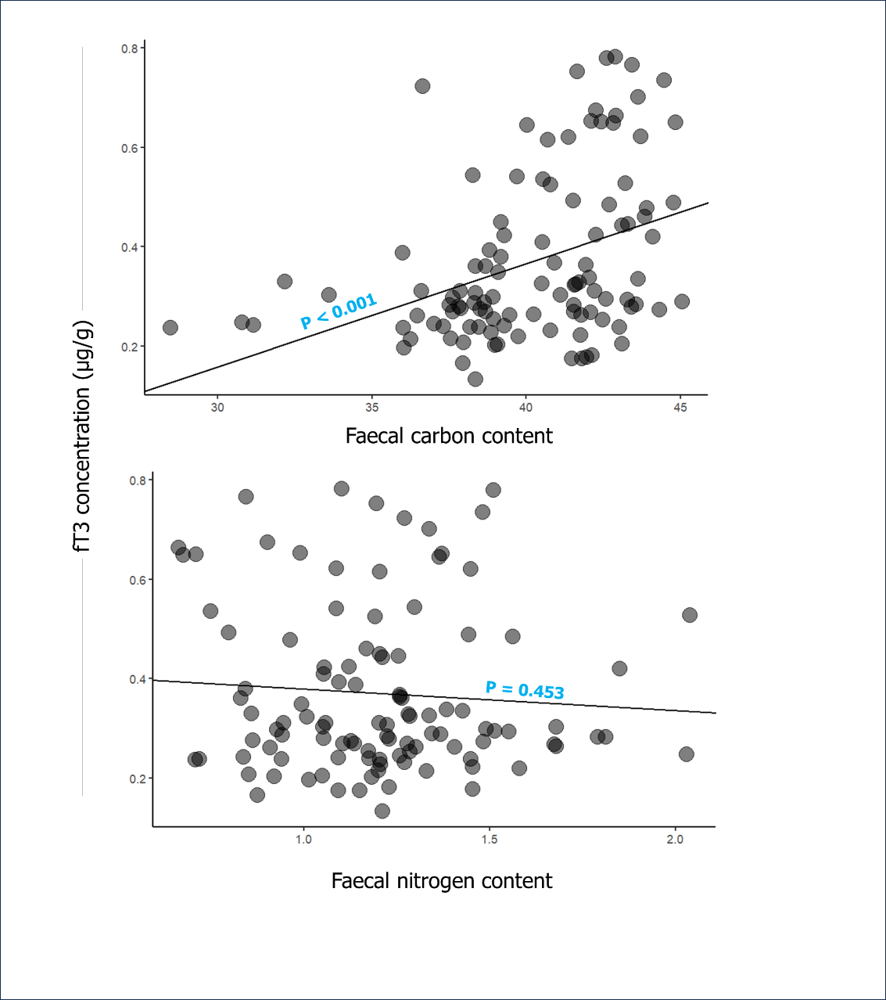 fT3 concentration (µg/g)
0.8
0.6
0.4
0.2
P < 0.001
30 35 40 45
Faecal carbon content
0.8
0.6
0.4
0.2
P = 0.453
1.0 1.5 2.0
Faecal nitrogen content